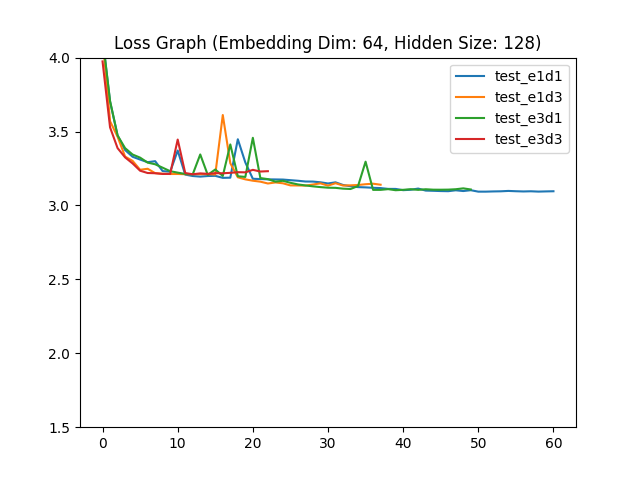 Loss Graph (Embedding Dim: 64, Hidden Size: 128)
4.0
3.5
3.0
2.5
2.0
1.5
0 10 20 30 40 50 60
test_e1d1
test_e1d3
test_e3d1
test_e3d3